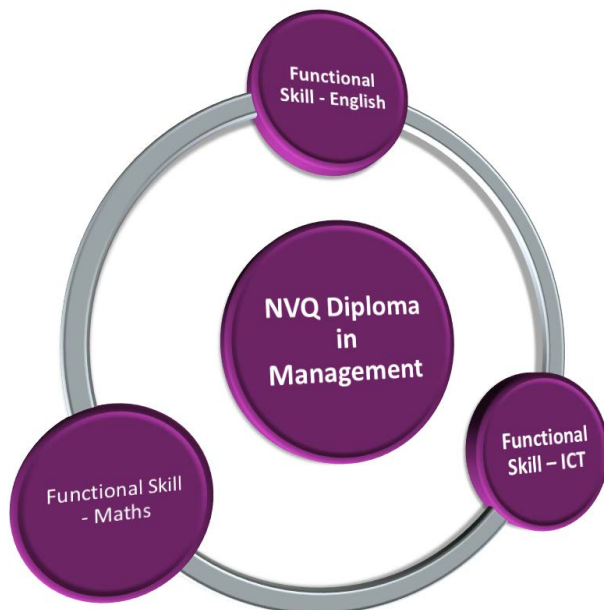 Functional
Skill - English
NVQ Diploma
in
Management
Functional
Skill – ICT
Functional Skill
- Maths